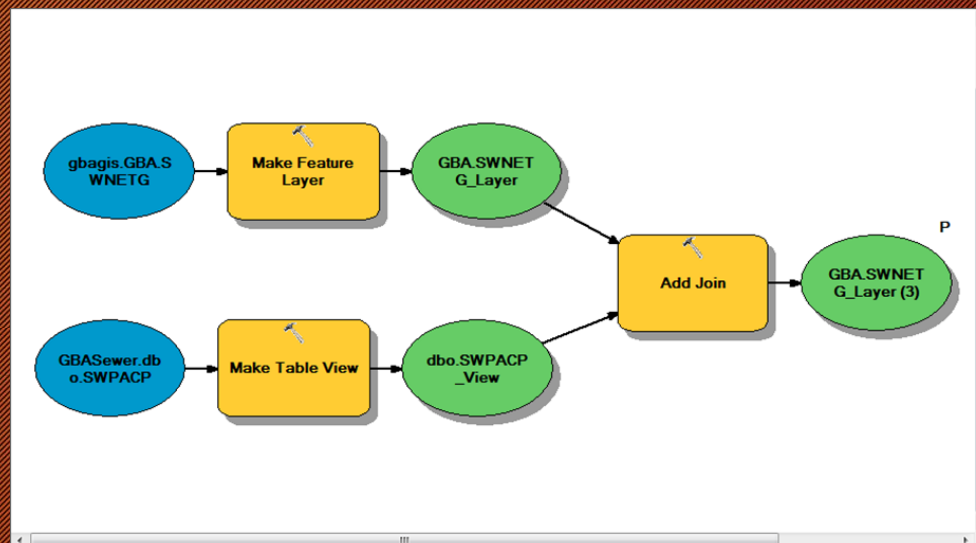 gbagis.GBA.S
WNETG
Make Feature
Layer
GBA.SWNET
G_Layer
P
Add Join
GBA.SWNET
G_Layer (3)
GBASewer.db
o.SWPACP
Make Table View
dbo.SWPACP
_View